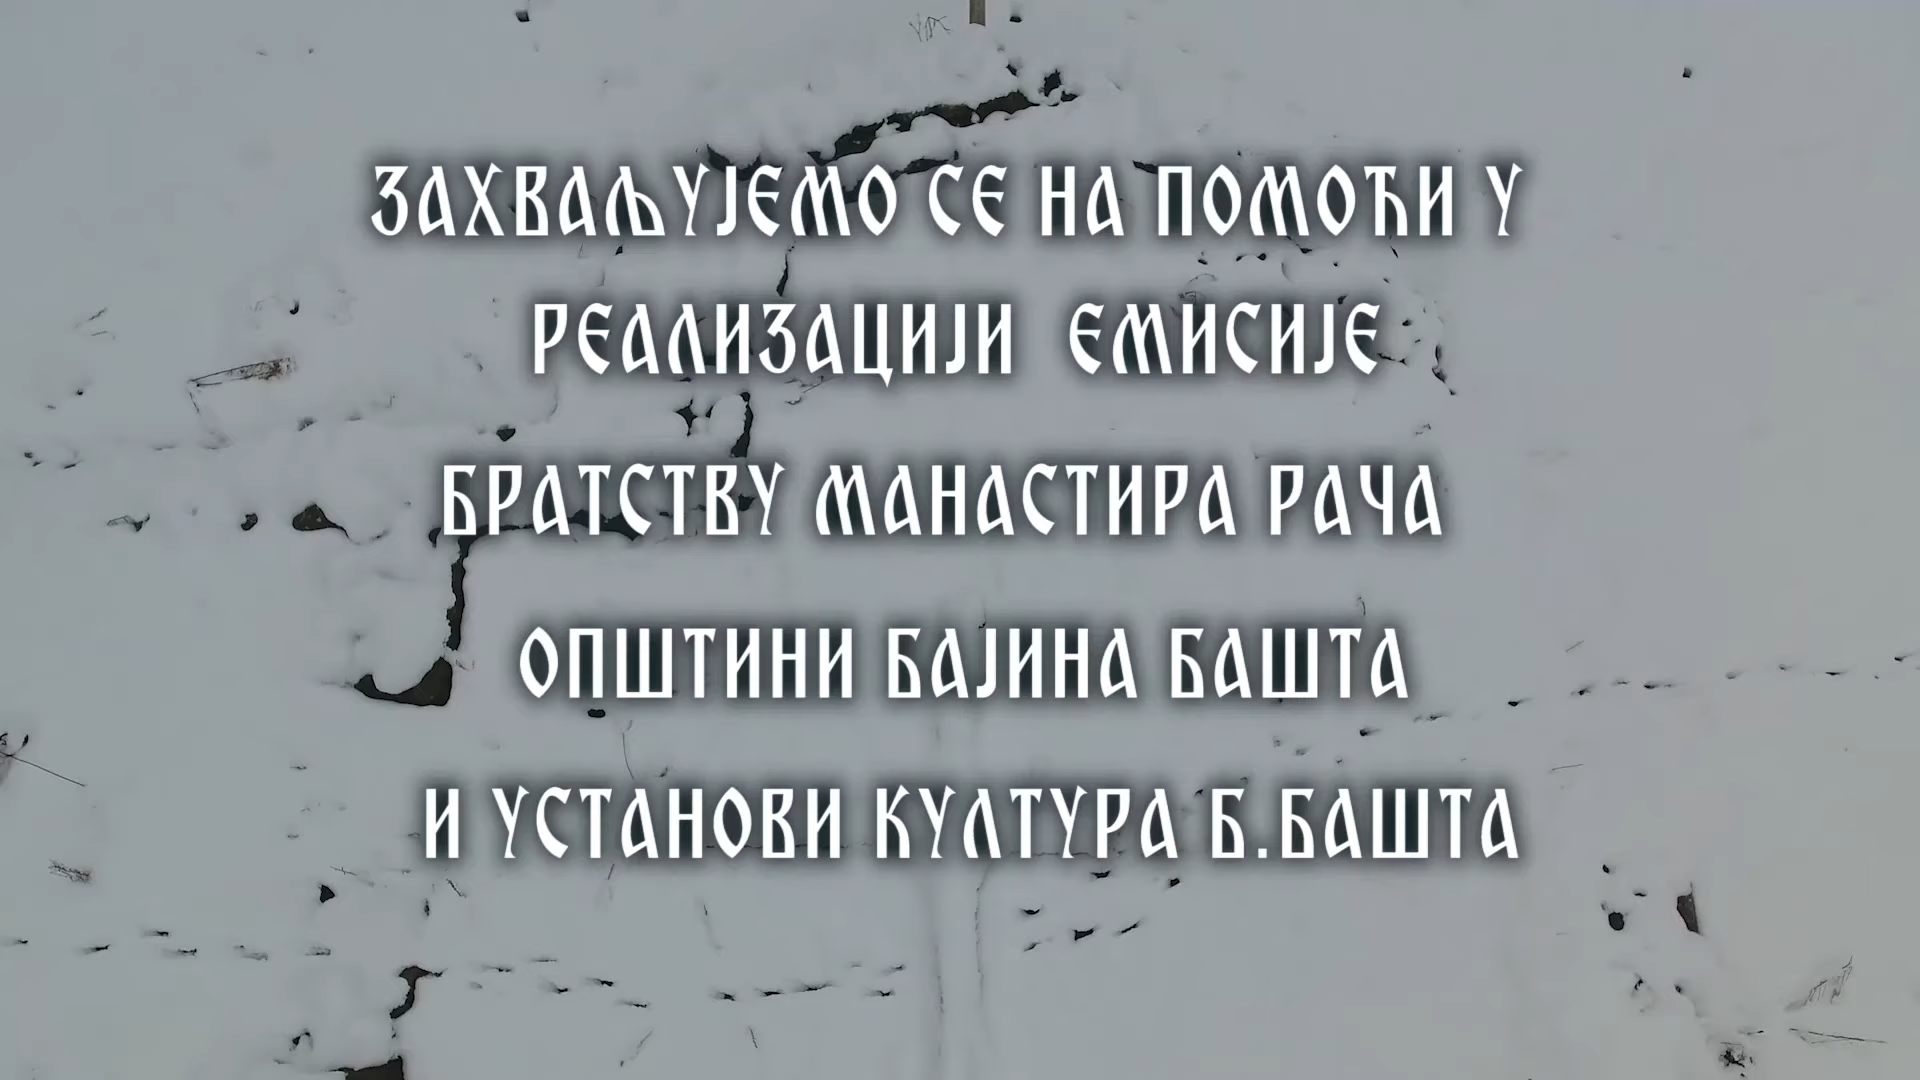 ЗАХВАЉУЈЕМО СЕ НА ПОМОЋИ У
РЕАЛИЗАЦИЈИ ЕМИСИЈЕ
БРАТСТВУ МАНАСТИРА РАЧА
ОПШТИНИ БАЈИНА БАШТА
И УСТАНОВИ КУЛТУРА Б.БАШТА